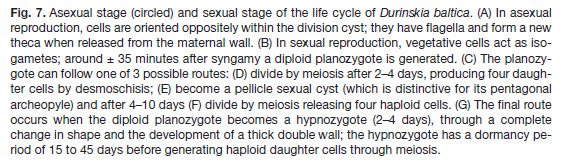 Fig. 7. Asexual stage (circled) and sexual stage of the life cycle of Durinskia baltica. (A) In asexual
reproduction, cells are oriented oppositely within the division cyst; they have flagella and form a new
theca when released from the maternal wall. (B) In sexual reproduction, vegetative cells act as iso-
gametes; around ± 35 minutes after syngamy a diploid planozygote is generated. (C) The planozy-
gote can follow one of 3 possible routes: (D) divide by meiosis after 2–4 days, producing four daugh-
ter cells by desmoschisis; (E) become a pellicle sexual cyst (which is distinctive for its pentagonal
archeopyle) and after 4–10 days (F) divide by meiosis releasing four haploid cells. (G) The final route
occurs when the diploid planozygote becomes a hypnozygote (2–4 days), through a complete
change in shape and the development of a thick double wall; the hypnozygote has a dormancy pe-
riod of 15 to 45 days before generating haploid daughter cells through meiosis.